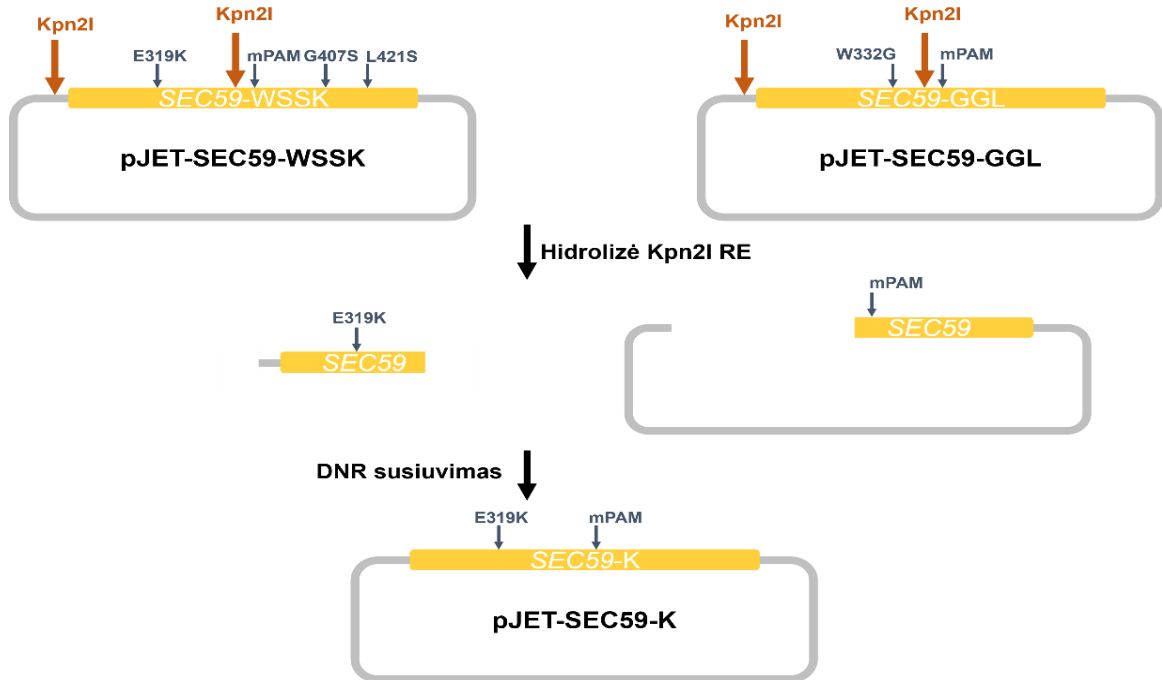 Kpn2I
Kpn2I
E319K
mPAM
G407S
L421S
SEC59-WSSK
pJET-SEC59-WSSK
Kpn2I
Kpn2I
W332G
mPAM
SEC59-GGL
pJET-SEC59-GGL
Hidrolizė Kpn2I RE
E319K
SEC59
mPAM
SEC59
DNR susiuvimas
E319K
mPAM
SEC59-K
pJET-SEC59-K